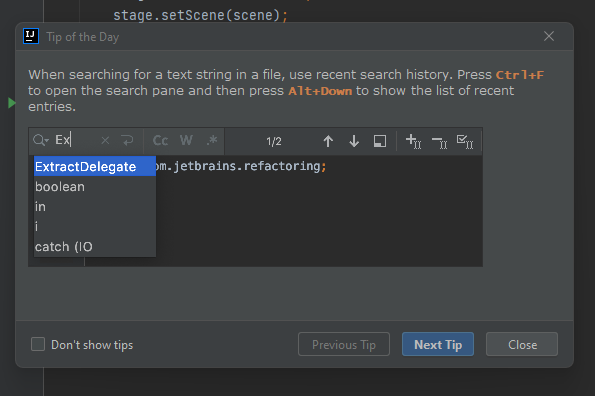 stage.setScene(scene);
IJ
Tip of the Day
When searching for a text string in a file, use recent search history. Press Ctrl+F
to open the search pane and then press Alt+Down to show the list of recent
entries.
Ex
Cc W .* 1/2
ExtractDelegate
om.jetbrains.refactoring;
boolean
in
i
catch (IO
Don't show tips
Previous Tip
Next Tip
Close